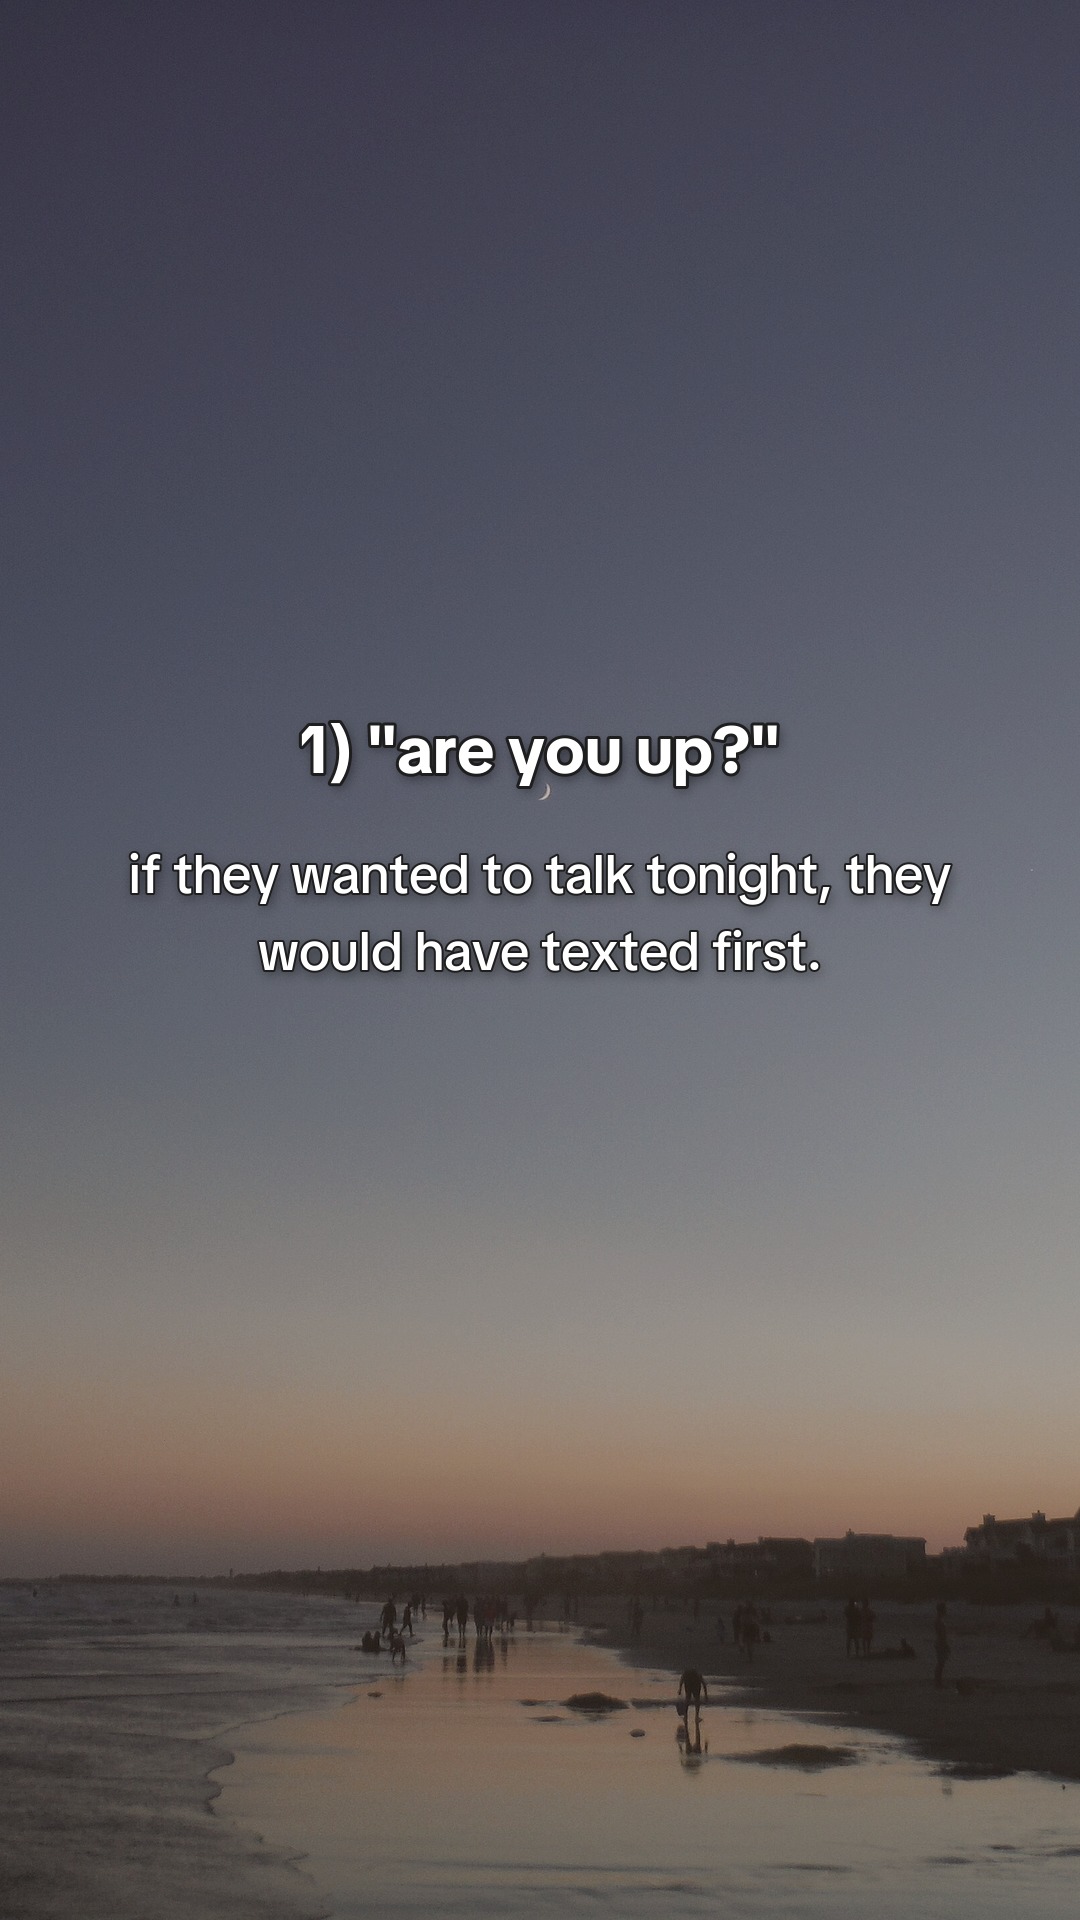 1) "are you up?"
if they wanted to talk tonight, they
would have texted first.